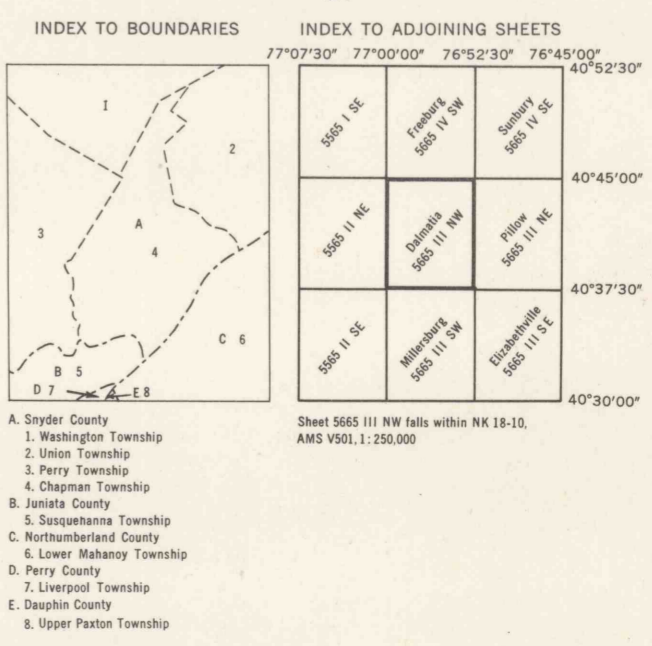 INDEX TO BOUNDARIES
I
2
3
A
4
C 6
B 5
D 7
E 8
A. Snyder County
1. Washington Township
2. Union Township
3. Perry Township
4. Chapman Township
B. Juniata County
5. Susquehanna Township
C. Northumberland County
6. Lower Mahanoy Township
D. Perry County
7. Liverpool Township
E. Dauphin County
8. Upper Paxton Township
INDEX TO ADJOINING SHEETS
77°07'30" 77°00'00" 76°52'30" 76°45'00"
40°52'30"
5565 I SE
Freeburg
5665 IV SW
Sunbury
5665 IV SE
40°45'00"
5565 II NE
Dalmatia
5665 III NW
Pillow
5665 III NE
40°37'30"
5565 II SE
Millersburg
5665 III SW
Elizabethville
5665 III SE
40°30'00"
Sheet 5665 III NW falls within NK 18-10,
AMS V501, 1:250,000